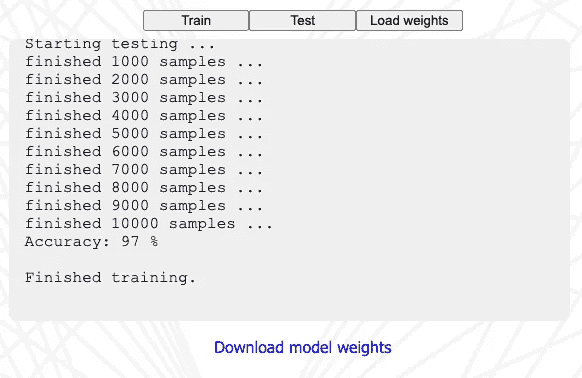 Train Test Load weights
Starting testing ...
finished 1000 samples ...
finished 2000 samples ...
finished 3000 samples ...
finished 4000 samples ...
finished 5000 samples ...
finished 6000 samples ...
finished 7000 samples ...
finished 8000 samples ...
finished 9000 samples ...
finished 10000 samples ...
Accuracy: 97 %
Finished training.
Download model weights